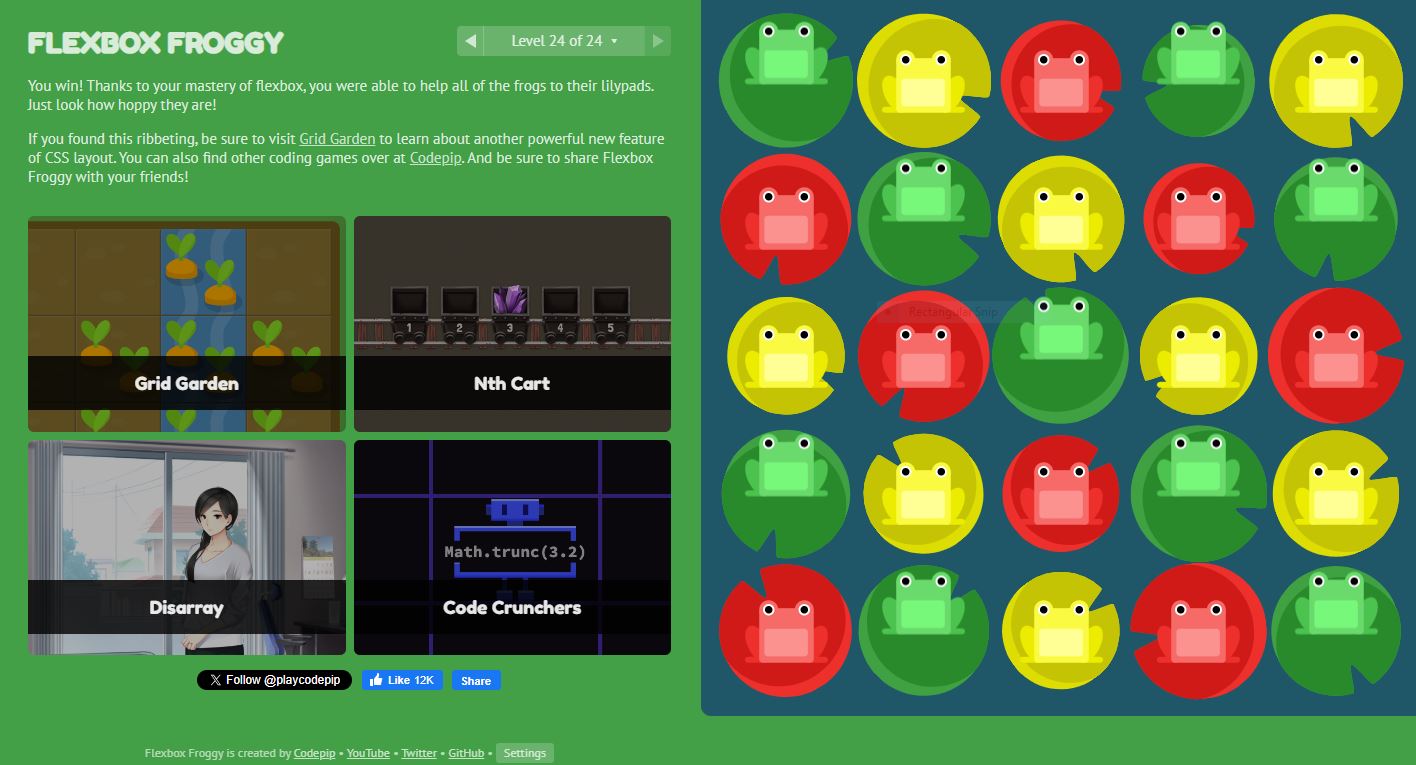 FLEXBOX FROGGY
Level 24 of 24
You win! Thanks to your mastery of flexbox, you were able to help all of the frogs to their lilypads.
Just look how hoppy they are!
If you found this ribbeting, be sure to visit Grid Garden to learn about another powerful new feature
of CSS layout. You can also find other coding games over at Codepip. And be sure to share Flexbox
Froggy with your friends!
1 2 3 4 5
Grid Garden
Nth Cart
Math.trunc(3.2)
Disarray
Code Crunchers
X Follow @playcodepip
Like 12K
Share
Flexbox Froggy is created by Codepip • YouTube • Twitter • GitHub • Settings
Rectangular Snip